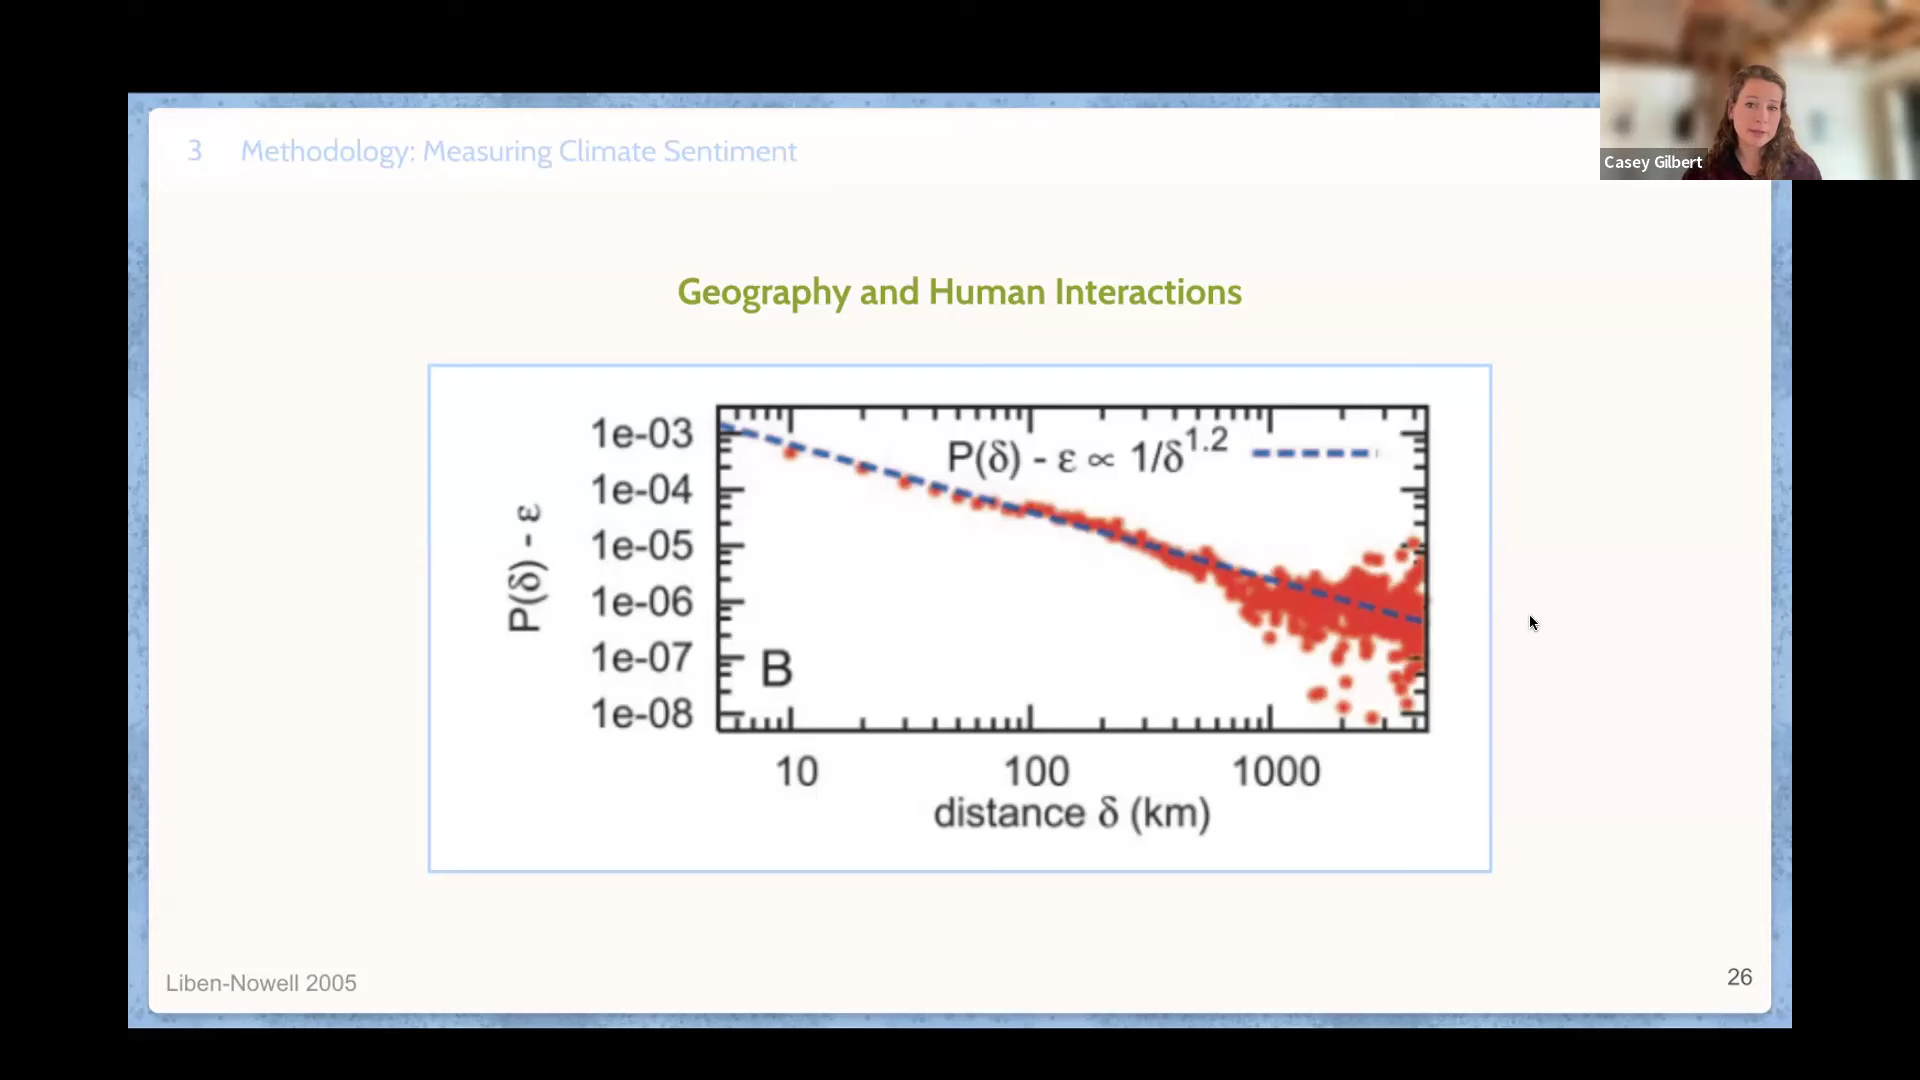 3 Methodology: Measuring Climate Sentiment
Casey Gilbert
Geography and Human Interactions
P(δ) - ε ∝ 1/δ^1.2
P(δ) - ε
1e-03
1e-04
1e-05
1e-06
1e-07
1e-08
B
10 100 1000
distance δ (km)
Liben-Nowell 2005
26